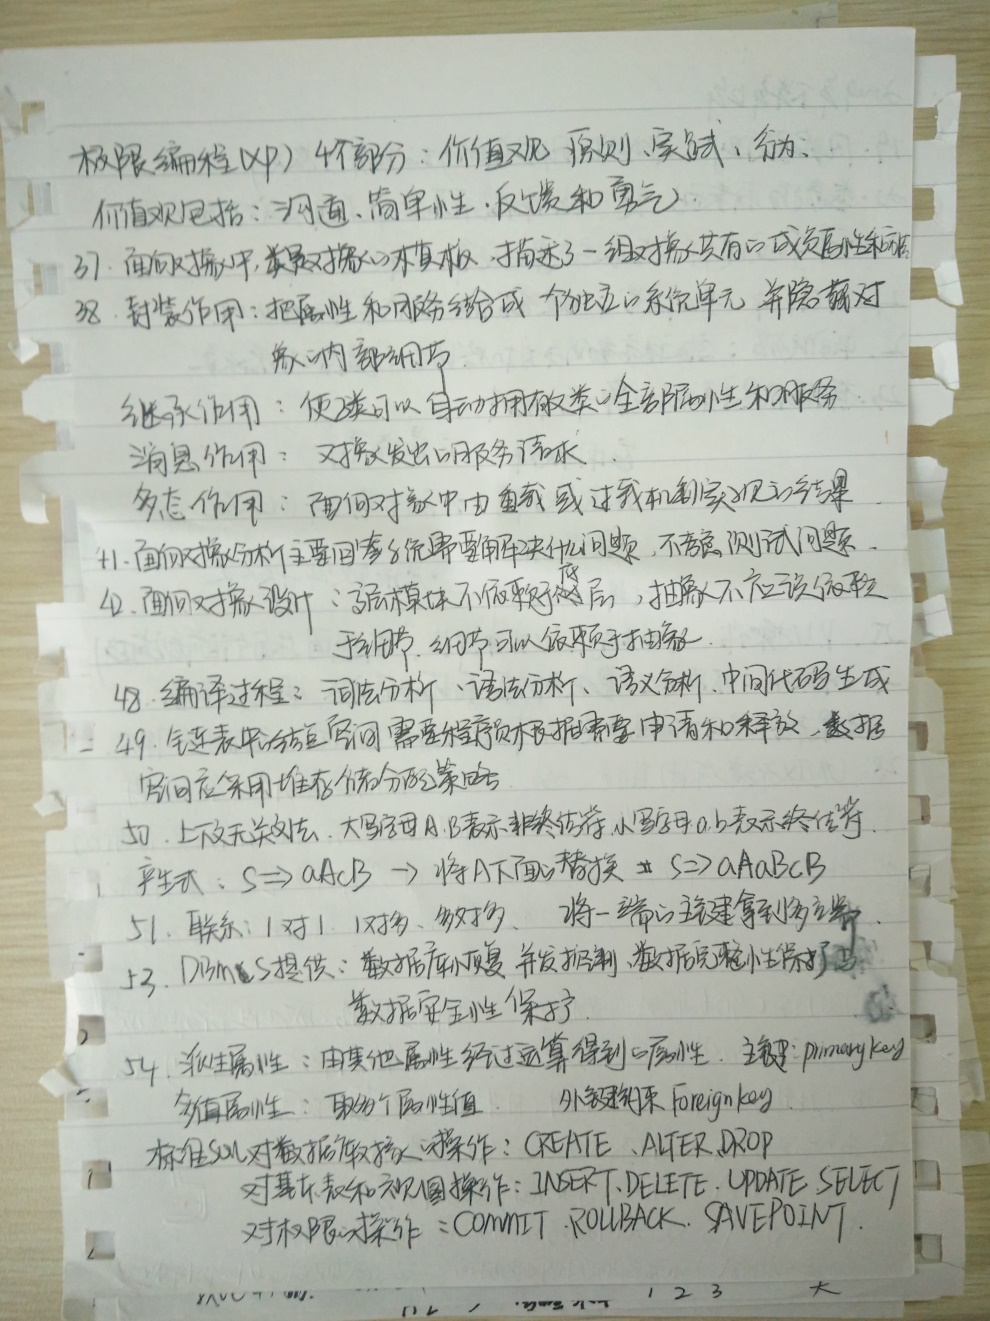 极限编程(XP) 4个部分：价值观、原则、实践、行为.
价值观包括：沟通、简单性、反馈和勇气.
37. 面向对象中,类是对象的模板、描述了一组对象共有的成员属性和方法
38. 封装作用：把属性和服务结合成 个独立的系统单元 并隐藏对
象的内部细节
继承作用：使子类可以自动拥有父类的全部属性和服务
消息作用：对象发出的服务请求
多态作用：面向对象中由重载或过载机制实现的结果
41. 面向对象分析主要回答系统需要解决什么问题，不考虑测试问题.
42. 面向对象设计：高层模块不依赖于底层，抽象不应该依赖
于细节 细节可以依赖于抽象.
48. 编译过程：词法分析、语法分析、语义分析、中间代码生成
49. 链表中的结点空间需要程序员根据需要申请和释放，数据
空间应采用堆存储分配策略
50. 上下文无关文法. 大写字母A.B表示非终结符,小写字母a,b表示终结符.
产生式：S⇒aAcB → 将A下面的替换 S⇒aAaBcB
51. 联系：1对1 1对多、多对多. 将一端的主键拿到多方端.
53. DBMS提供：数据库恢复 并发控制、数据完整性保护与
数据安全性保护.
54. 派生属性：由其他属性经过运算得到的属性. 主键：primary key
多值属性：取多个属性值 外键约束 Foreign key
标准SQL对数据库对象的操作：CREATE、ALTER、DROP
对基本表和视图操作：INSERT、DELETE、UPDATE、SELECT
对权限的操作：COMMIT、ROLLBACK、SAVEPOINT.
1 2 3